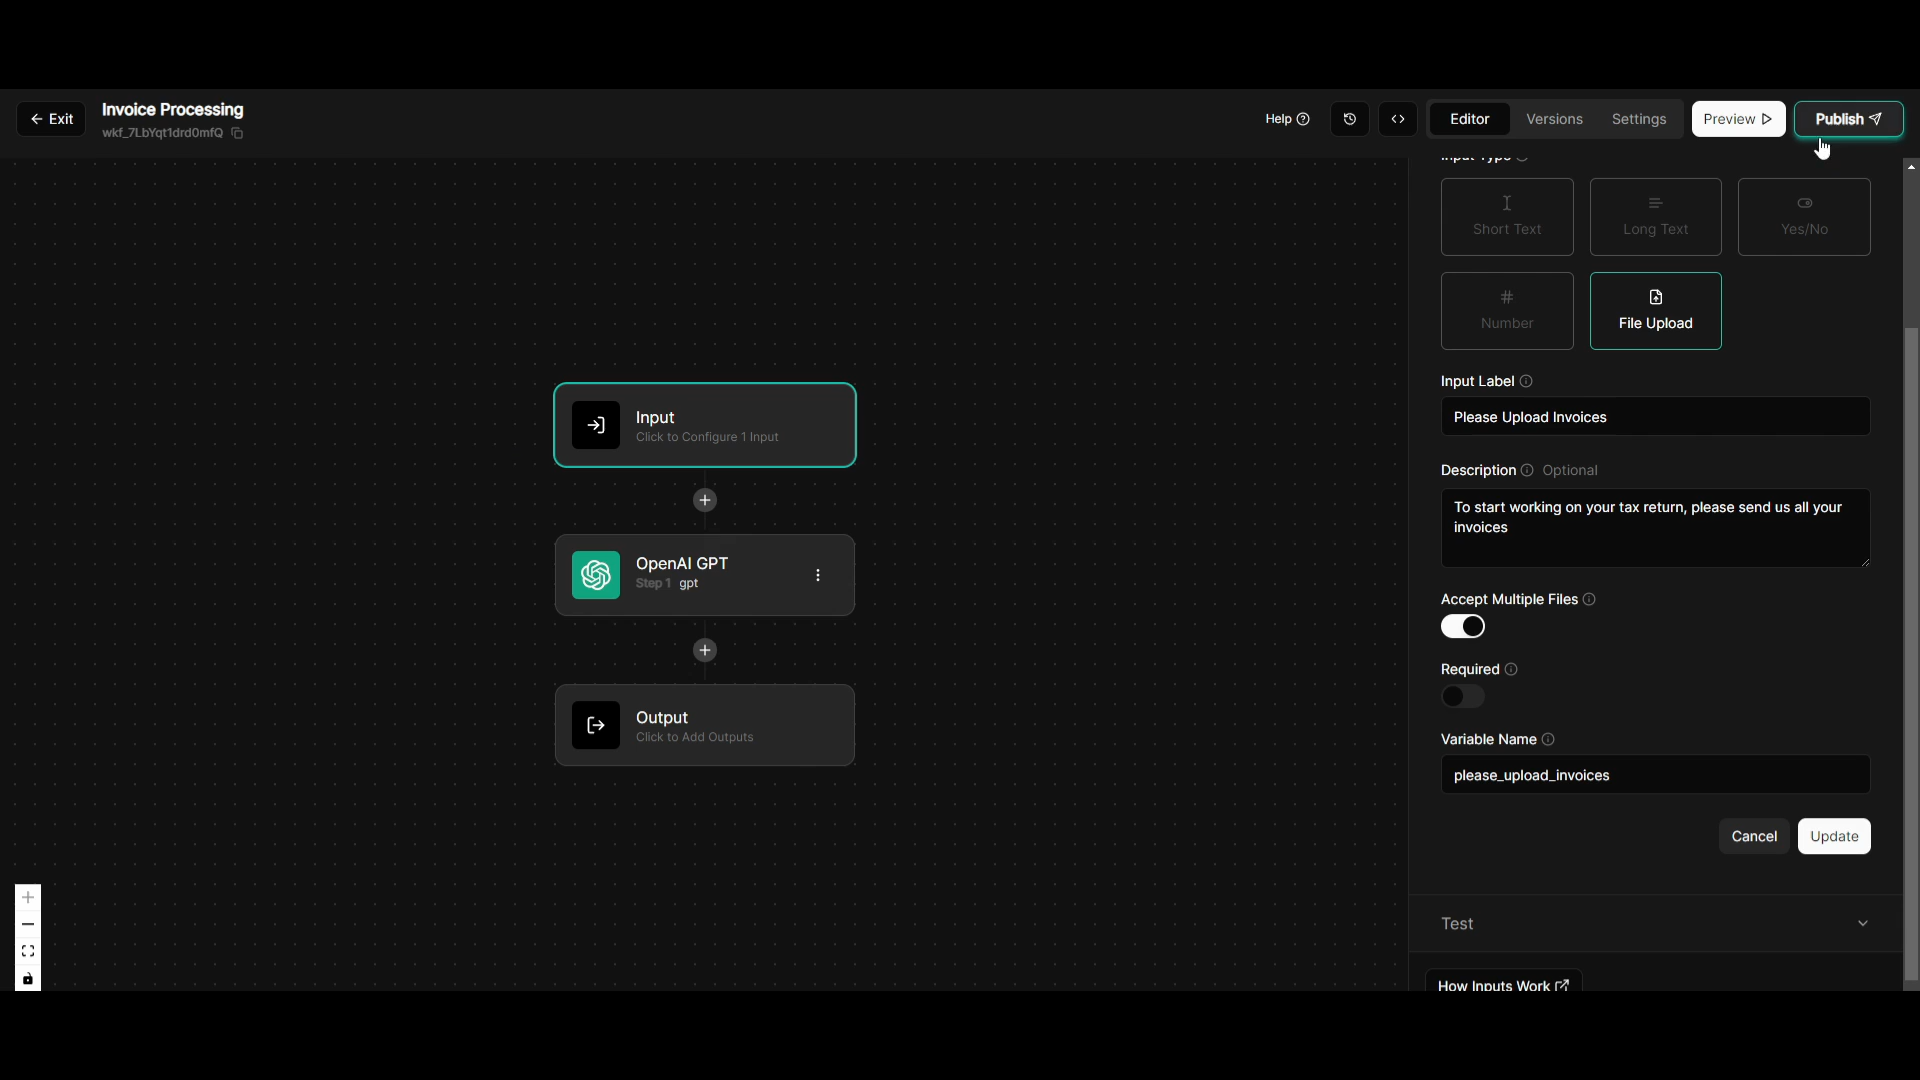 Exit
Invoice Processing
wkf_7LbYqt1drd0mfQ
Help
Editor
Versions
Settings
Preview
Publish
Input Type
Short Text
Long Text
Yes/No
Number
File Upload
Input Label
Please Upload Invoices
Description Optional
To start working on your tax return, please send us all your
invoices
Accept Multiple Files
Required
Variable Name
please_upload_invoices
Cancel
Update
Test
How Inputs Work
Input
Click to Configure 1 Input
OpenAI GPT
Step 1 gpt
Output
Click to Add Outputs